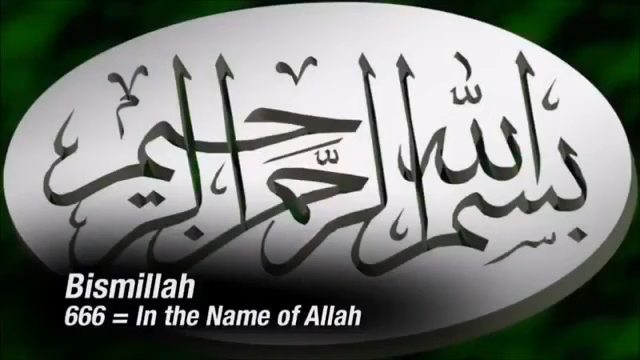 بسم الله الرحمن الرحيم
Bismillah
666 = In the Name of Allah